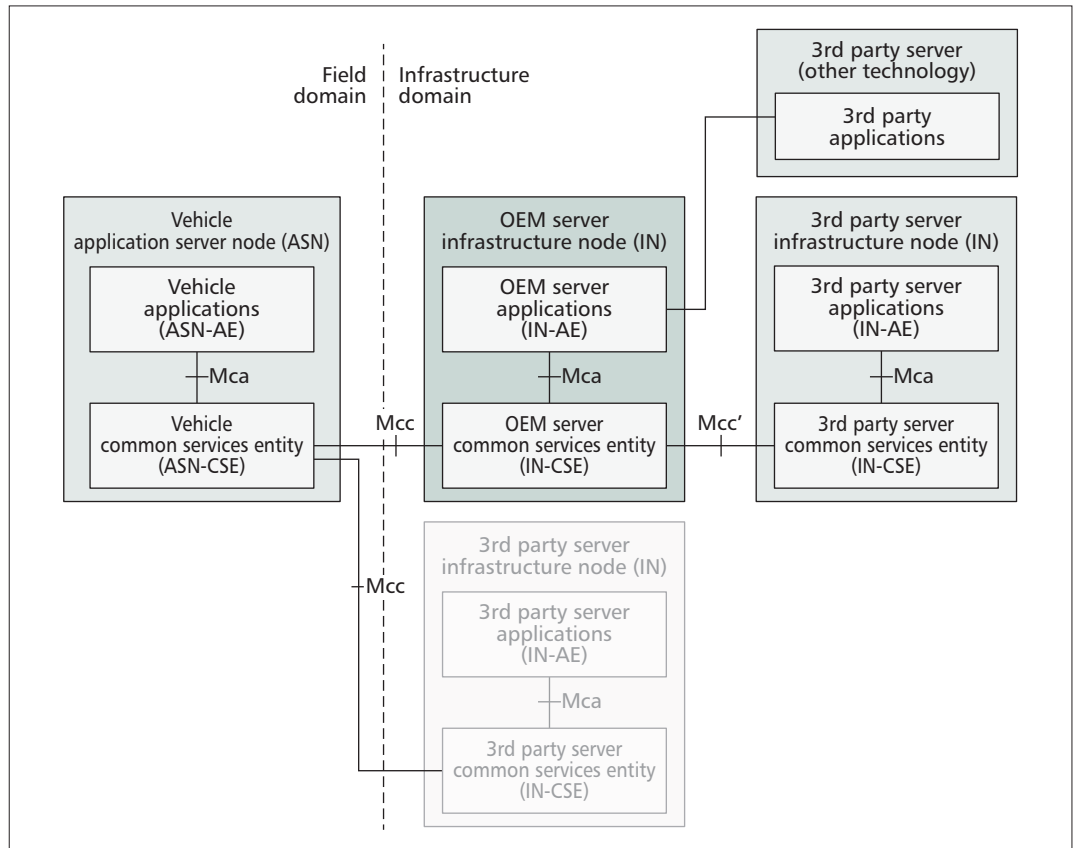 Field
domain
Infrastructure
domain
3rd party server
(other technology)
3rd party
applications
Vehicle
application server node (ASN)
Vehicle
applications
(ASN-AE)
Mca
Vehicle
common services entity
(ASN-CSE)
Mcc
OEM server
infrastructure node (IN)
OEM server
applications
(IN-AE)
Mca
OEM server
common services entity
(IN-CSE)
Mcc’
3rd party server
infrastructure node (IN)
3rd party server
applications
(IN-AE)
Mca
3rd party server
common services entity
(IN-CSE)
Mcc
3rd party server
infrastructure node (IN)
3rd party server
applications
(IN-AE)
Mca
3rd party server
common services entity
(IN-CSE)